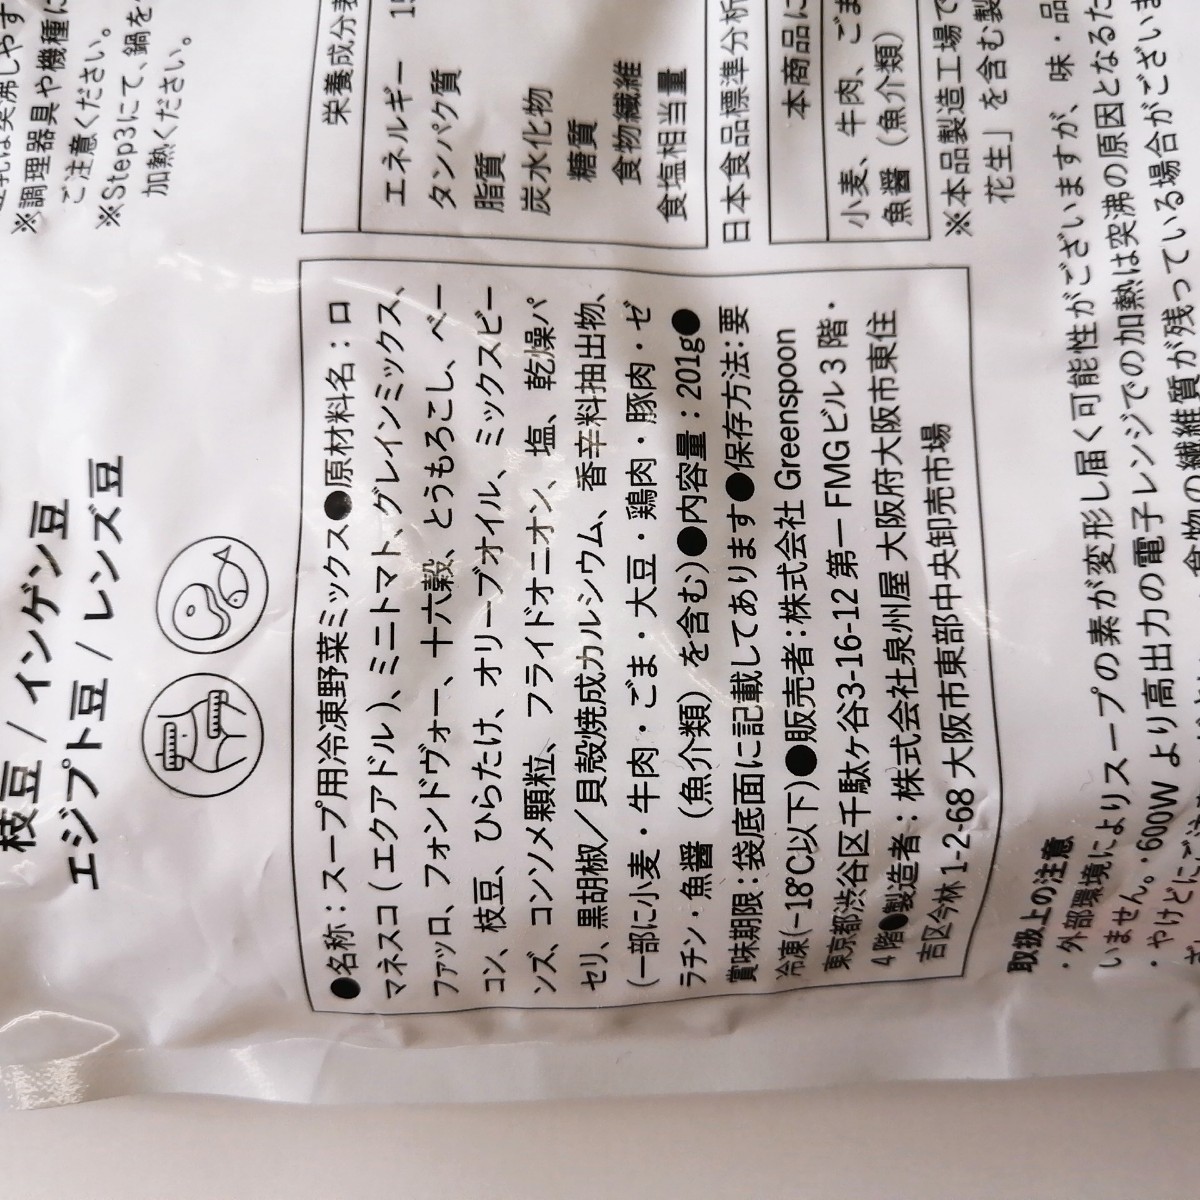 枝豆 / インゲン豆
エジプト豆 / レンズ豆
●名称：スープ用冷凍野菜ミックス●原材料名：ロ
マネスコ（エクアドル）、ミニトマト、グレインミックス、
ファッロ、フォンドヴォー、十六穀、とうもろこし、ベー
コン、枝豆、ひらたけ、オリーブオイル、ミックスビー
ンズ、コンソメ顆粒、フライドオニオン、塩、乾燥パ
セリ、黒胡椒／貝殻焼成カルシウム、香辛料抽出物、
（一部に小麦・牛肉・ごま・大豆・鶏肉・豚肉・ゼ
ラチン・魚醤（魚介類）を含む）●内容量：201g●
賞味期限：袋底面に記載してあります●保存方法：要
冷凍（-18℃以下）●販売者：株式会社 Greenspoon
東京都渋谷区千駄ヶ谷3-16-12 第一 FMGビル 3 階・
4 階●製造者：株式会社泉州屋 大阪府大阪市東住
吉区今林 1-2-68 大阪市東部中央卸売市場
※調理器具や機種に
ご注意ください。
※Step3にて、鍋を
加熱ください。
栄養成分表
エネルギー
タンパク質
脂質
炭水化物
糖質
食物繊維
食塩相当量
日本食品標準分析
本商品に
小麦、牛肉、ごま
魚醤（魚介類）
※本品製造工場で
花生」を含む製
取扱上の注意
・外部環境によりスープの素が変形し届く可能性がございますが、味・品
いません。・600W より高出力の電子レンジでの加熱は突沸の原因となるた
食物の繊維質が残っている場合がございま